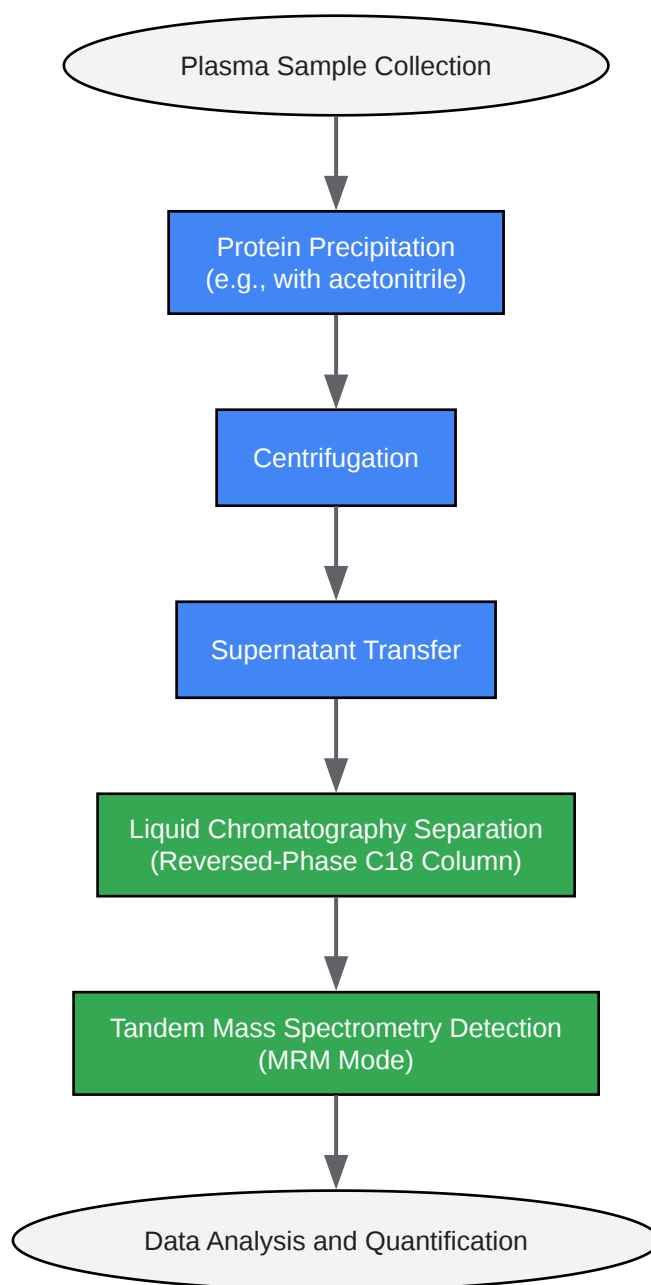 Plasma Sample Collection
Protein Precipitation
(e.g., with acetonitrile)
Centrifugation
Supernatant Transfer
Liquid Chromatography Separation
(Reversed-Phase C18 Column)
Tandem Mass Spectrometry Detection
(MRM Mode)
Data Analysis and Quantification